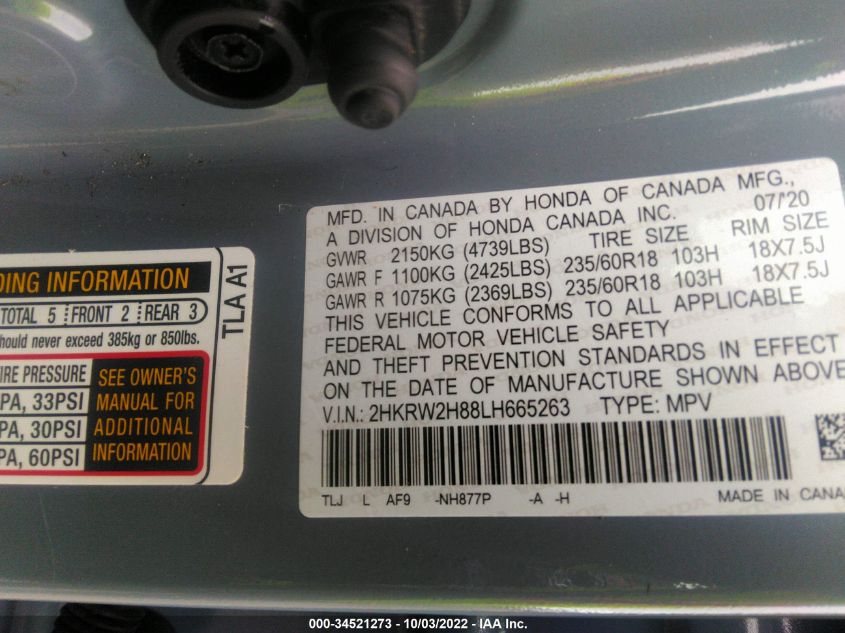 DING INFORMATION
TOTAL 5 FRONT 2 REAR 3
hould never exceed 385kg or 850lbs.
IRE PRESSURE
PA, 33PSI
PA, 30PSI
PA, 60PSI
SEE OWNER'S
MANUAL FOR
ADDITIONAL
INFORMATION
TLA A1
MFD. IN CANADA BY HONDA OF CANADA MFG.,
A DIVISION OF HONDA CANADA INC. 07/20
GVWR 2150KG (4739LBS) TIRE SIZE RIM SIZE
GAWR F 1100KG (2425LBS) 235/60R18 103H 18X7.5J
GAWR R 1075KG (2369LBS) 235/60R18 103H 18X7.5J
THIS VEHICLE CONFORMS TO ALL APPLICABLE
FEDERAL MOTOR VEHICLE SAFETY
AND THEFT PREVENTION STANDARDS IN EFFECT
ON THE DATE OF MANUFACTURE SHOWN ABOVE
V.I.N.: 2HKRW2H88LH665263 TYPE: MPV
TLJ L AF9 -NH877P -A -H
MADE IN CANA
000-34521273 - 10/03/2022 - IAA Inc.